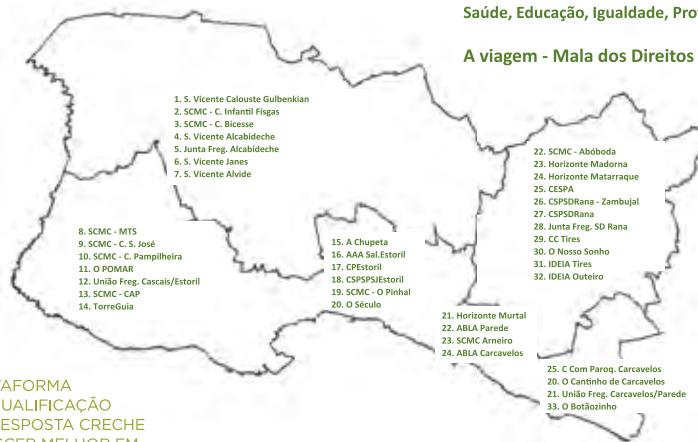 Saúde, Educação, Igualdade, Pro
A viagem - Mala dos Direitos
1. S. Vicente Calouste Gulbenkian
2. SCMC - C. Infantil Fisgas
3. SCMC - C. Bicesse
4. S. Vicente Alcabideche
5. Junta Freg. Alcabideche
6. S. Vicente Janes
7. S. Vicente Alvide
8. SCMC - MTS
9. SCMC - C. S. José
10. SCMC - C. Pampilheira
11. O POMAR
12. União Freg. Cascais/Estoril
13. SCMC - CAP
14. TorreGuia
15. A Chupeta
16. AAA Sal.Estoril
17. CPEstoril
18. CSPSPSJEstoril
19. SCMC - O Pinhal
20. O Século
22. SCMC - Abóboda
23. Horizonte Madorna
24. Horizonte Matarraque
25. CESPA
26. CSPSDRana - Zambujal
27. CSPSDRana
28. Junta Freg. SD Rana
29. CC Tires
30. O Nosso Sonho
31. IDEIA Tires
32. IDEIA Outeiro
21. Horizonte Murtal
22. ABLA Parede
23. SCMC Arneiro
24. ABLA Carcavelos
25. C Com Paroq. Carcavelos
20. O Cantinho de Carcavelos
21. União Freg. Carcavelos/Parede
33. O Botãozinho
TAFORMA
UALIFICAÇÃO
ESPOSTA CRECHE
SCER MELHOR EM